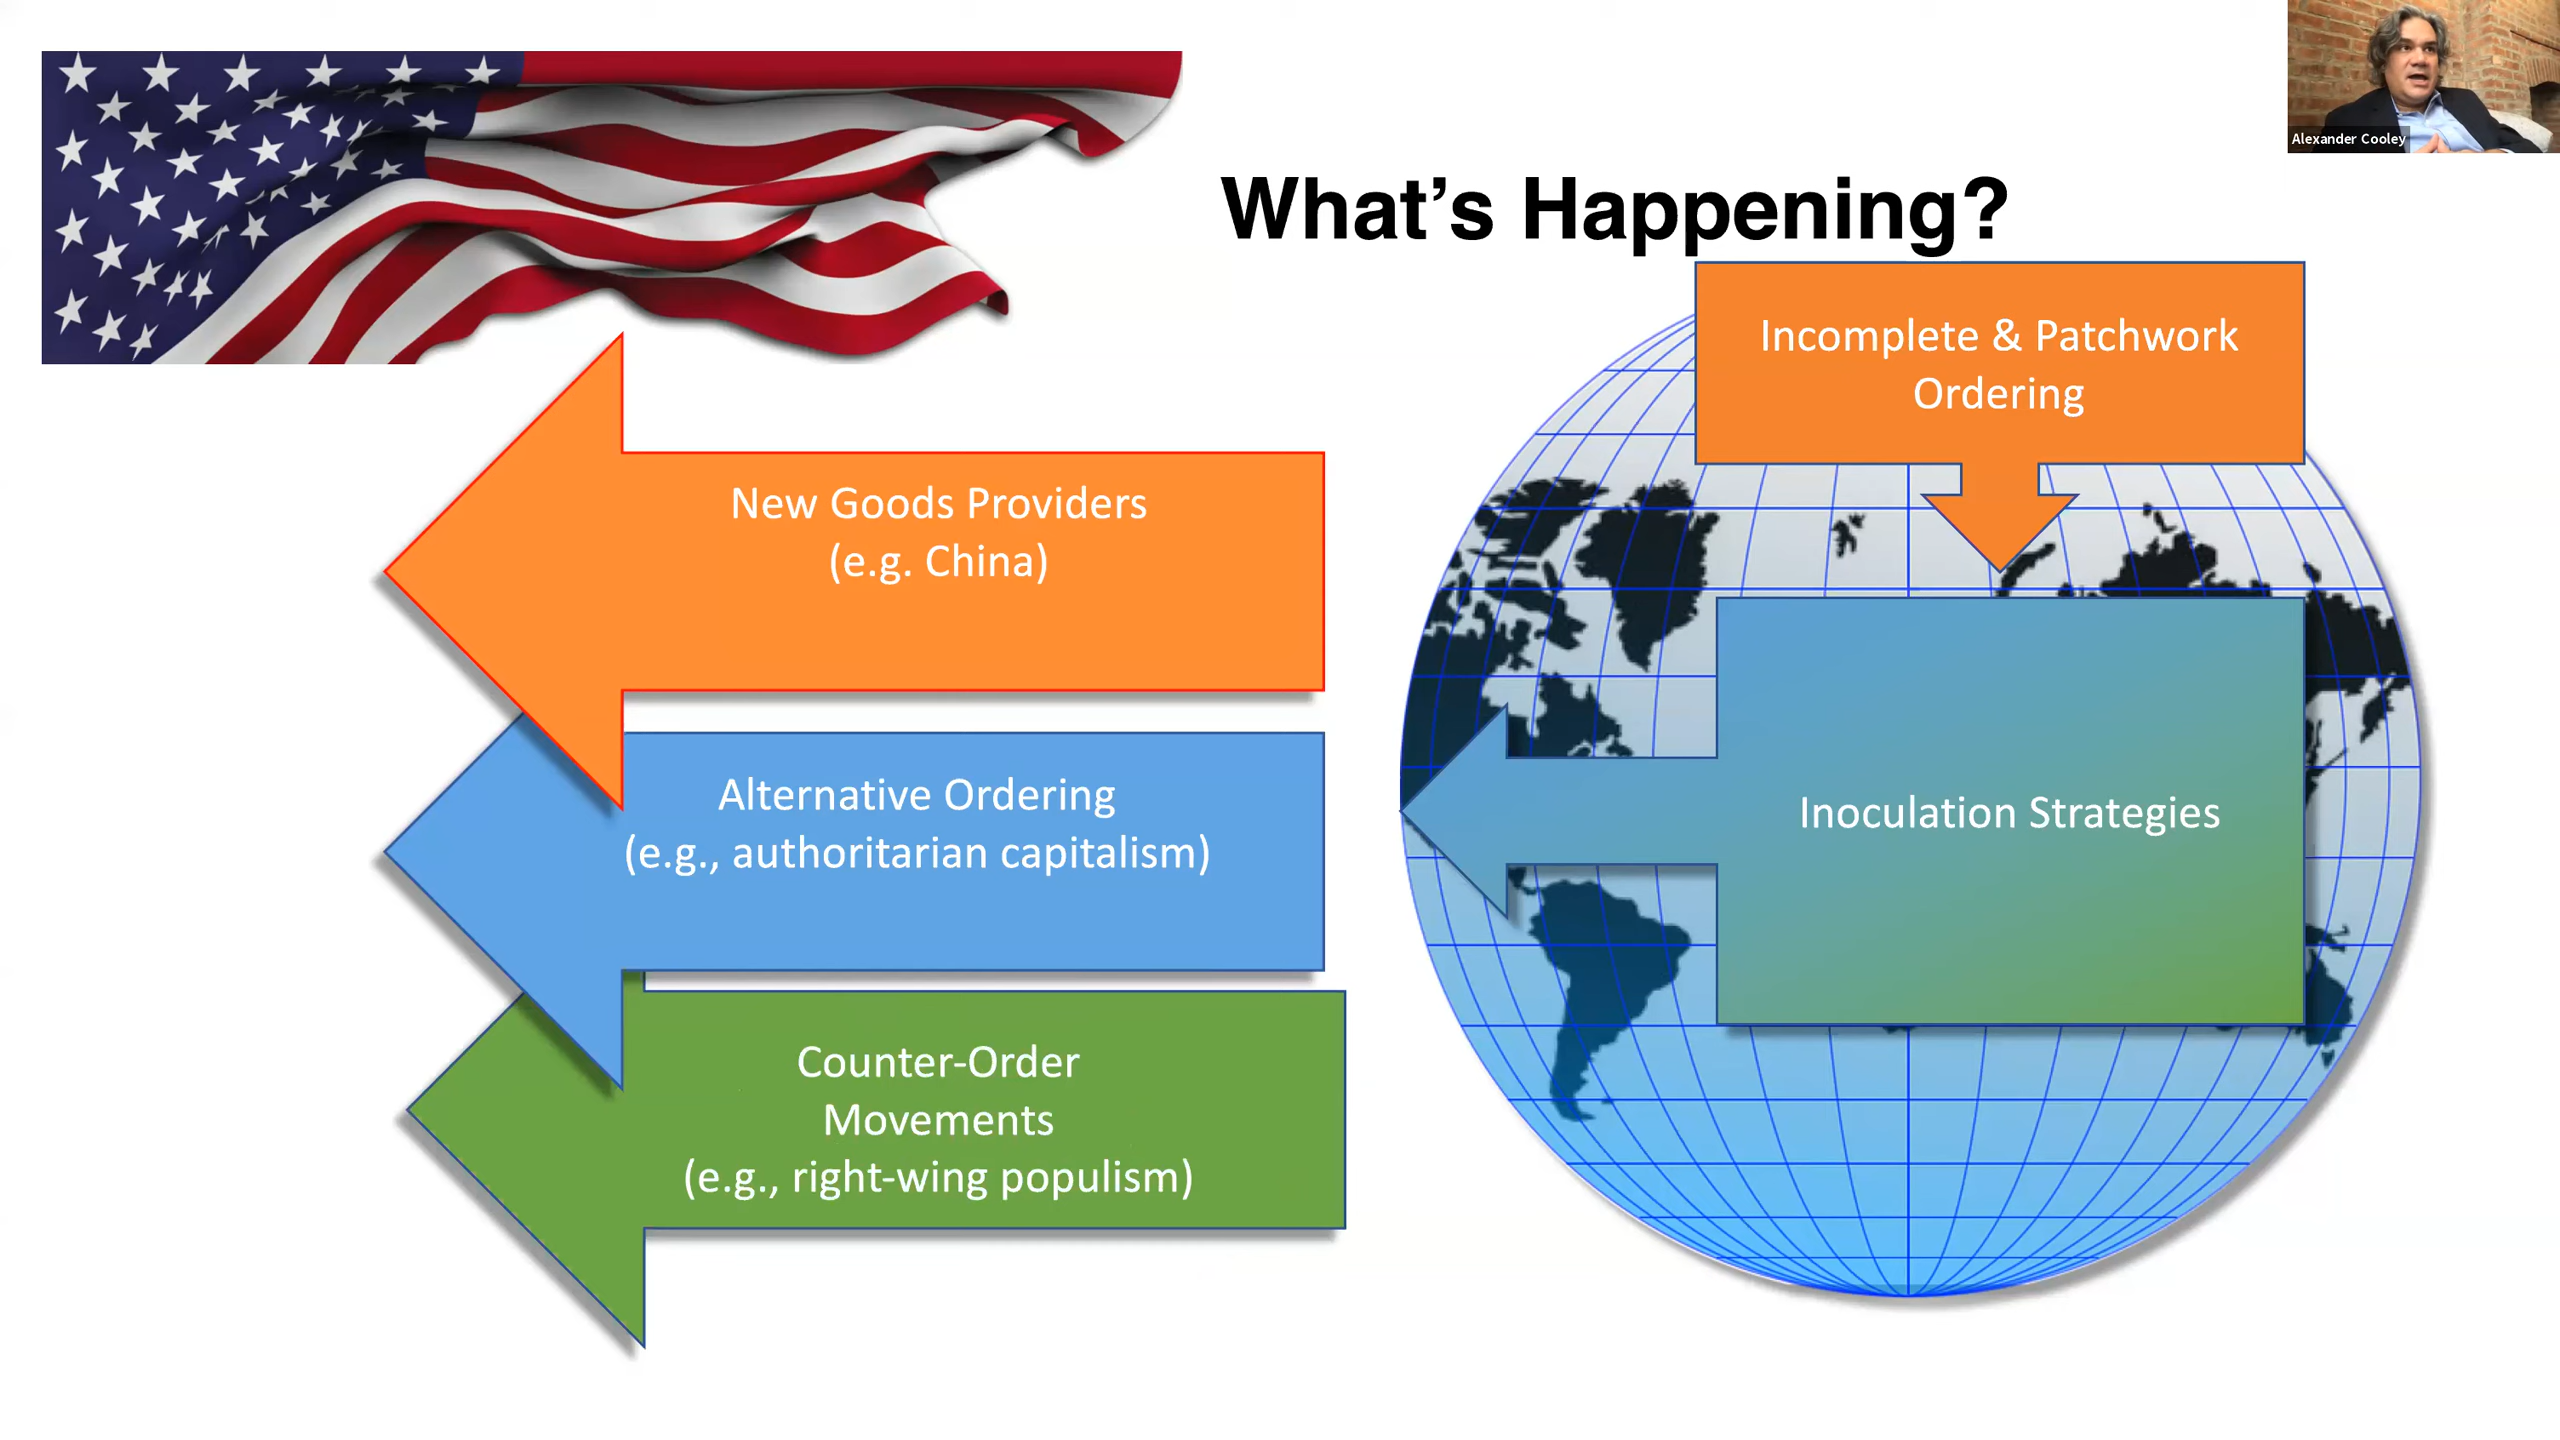 Alexander Cooley
What’s Happening?
Incomplete & Patchwork
Ordering
New Goods Providers
(e.g. China)
Alternative Ordering
(e.g., authoritarian capitalism)
Counter-Order
Movements
(e.g., right-wing populism)
Inoculation Strategies